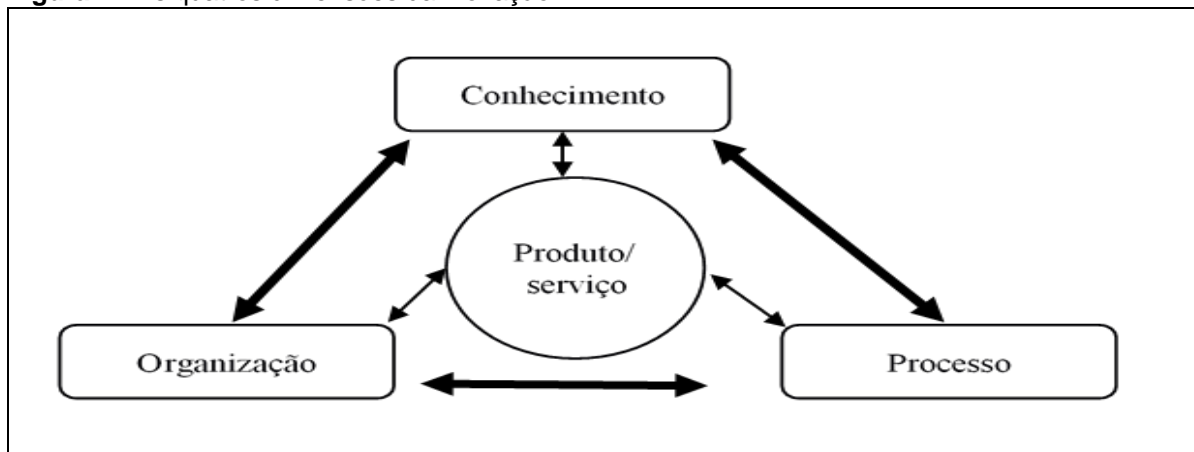 Conhecimento
Produto/
serviço
Organização
Processo